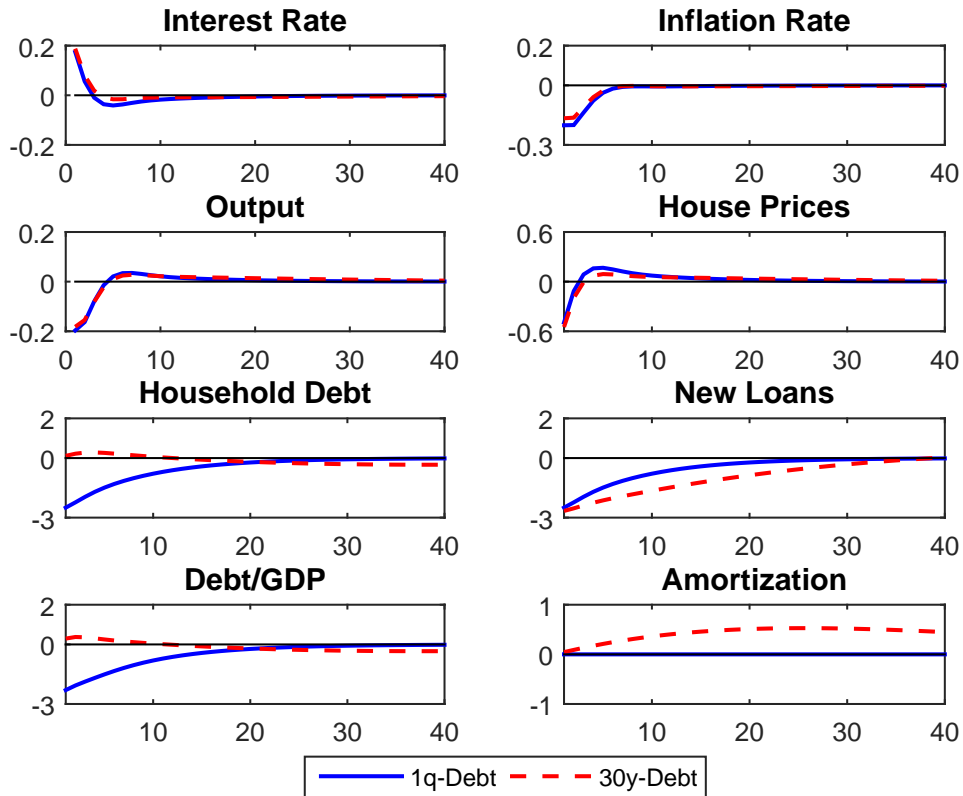 Interest Rate
0.2
0
-0.2
0 10 20 30 40
Inflation Rate
0.2
0
-0.3
10 20 30 40
Output
0.2
0
-0.2
0 10 20 30 40
House Prices
0.6
0
-0.6
10 20 30 40
Household Debt
2
0
-3
10 20 30 40
New Loans
2
0
-3
10 20 30 40
Debt/GDP
2
0
-3
10 20 30 40
Amortization
1
0
-1
10 20 30 40
1q-Debt 30y-Debt